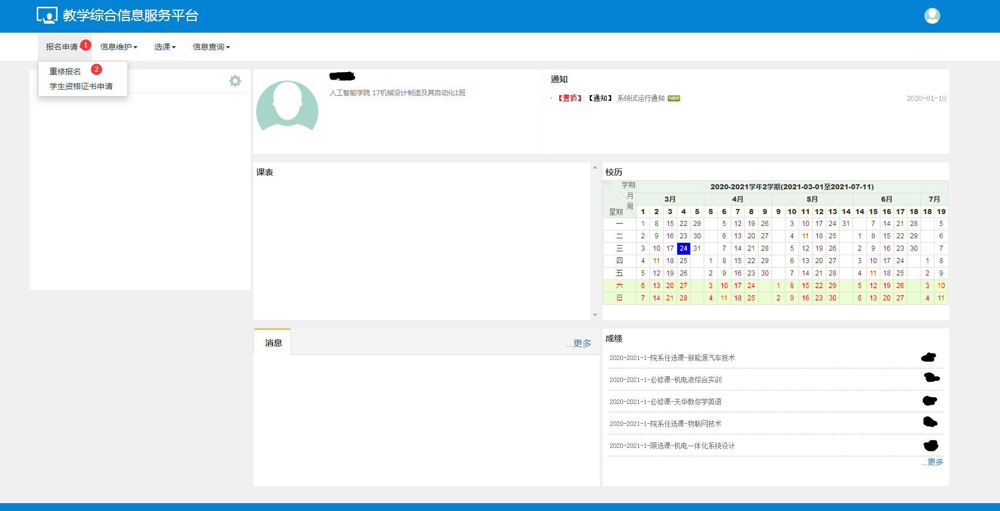 教学综合信息服务平台
报名申请 1 信息维护 选课 信息查询
重修报名 2
学生资格证书申请
人工智能学院 17机械设计制造及其自动化1班
通知
· 【置顶】 【通知】 系统试运行通知 NEW 2020-01-10
课表
校历
学期 2020-2021学年2学期(2021-03-01至2021-07-11)
月 3月 4月 5月 6月 7月
周 1 2 3 4 5 5 6 7 8 9 9 10 11 12 13 14 14 15 16 17 18 18 19
星期
一 1 8 15 22 29 5 12 19 26 3 10 17 24 31 7 14 21 28 5
二 2 9 16 23 30 6 13 20 27 4 11 18 25 1 8 15 22 29 6
三 3 10 17 24 31 7 14 21 28 5 12 19 26 2 9 16 23 30 7
四 4 11 18 25 1 8 15 22 29 6 13 20 27 3 10 17 24 1 8
五 5 12 19 26 2 9 16 23 30 7 14 21 28 4 11 18 25 2 9
六 6 13 20 27 3 10 17 24 1 8 15 22 29 5 12 19 26 3 10
日 7 14 21 28 4 11 18 25 2 9 16 23 30 6 13 20 27 4 11
消息 ...更多
成绩
2020-2021-1-院系任选课-新能源汽车技术
2020-2021-1-必修课-机电液综合实训
2020-2021-1-必修课-天华教你学英语
2020-2021-1-院系任选课-物联网技术
2020-2021-1-限选课-机电一体化系统设计
...更多